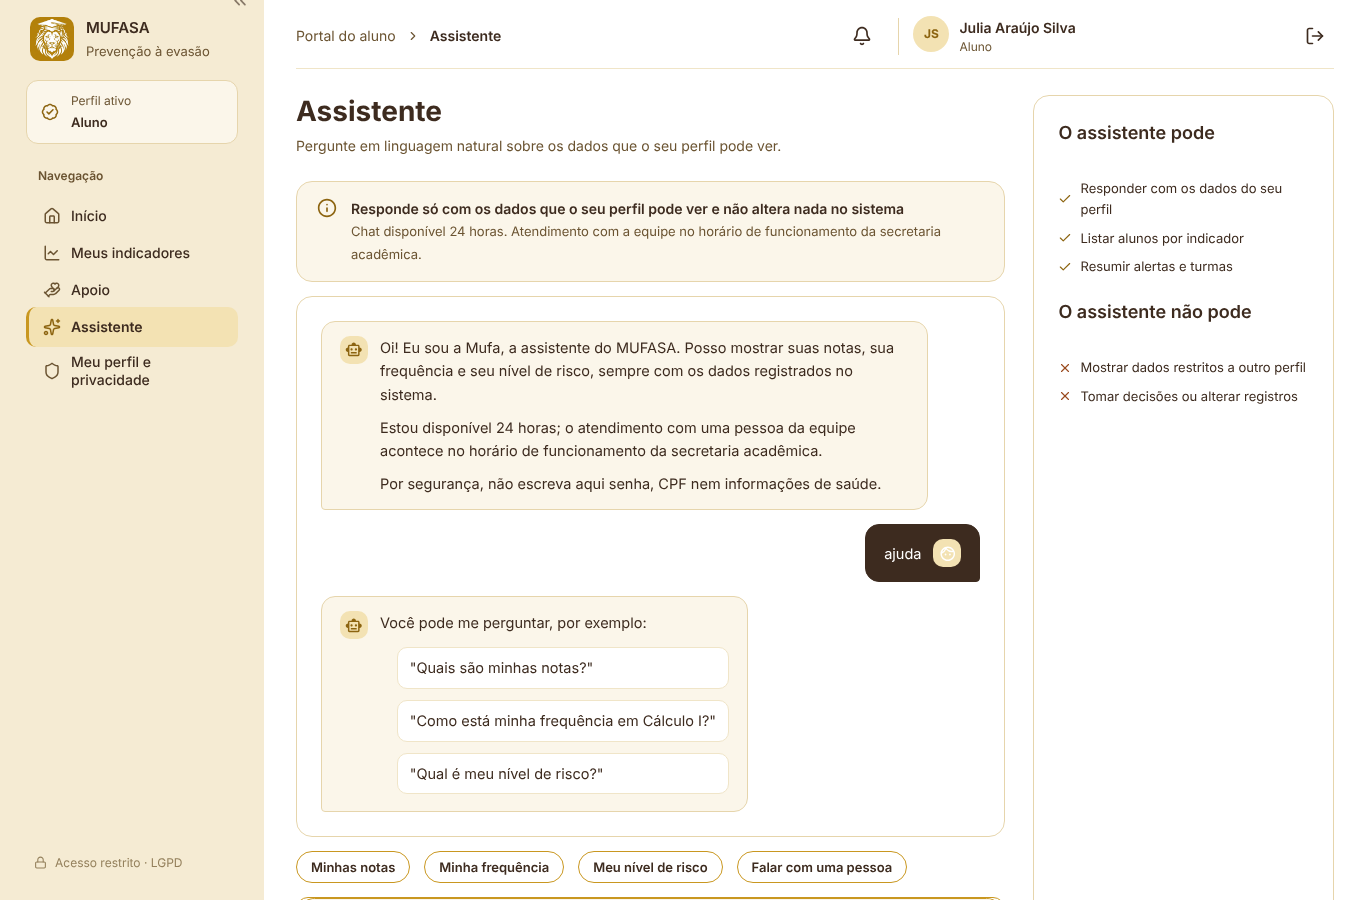 MUFASA
Prevenção à evasão
Perfil ativo
Aluno
Navegação
Início
Meus indicadores
Apoio
Assistente
Meu perfil e
privacidade
Acesso restrito · LGPD
Portal do aluno
Assistente
JS
Julia Araújo Silva
Aluno
Assistente
Pergunte em linguagem natural sobre os dados que o seu perfil pode ver.
Responde só com os dados que o seu perfil pode ver e não altera nada no sistema
Chat disponível 24 horas. Atendimento com a equipe no horário de funcionamento da secretaria
acadêmica.
Oi! Eu sou a Mufa, a assistente do MUFASA. Posso mostrar suas notas, sua
frequência e seu nível de risco, sempre com os dados registrados no
sistema.
Estou disponível 24 horas; o atendimento com uma pessoa da equipe
acontece no horário de funcionamento da secretaria acadêmica.
Por segurança, não escreva aqui senha, CPF nem informações de saúde.
ajuda
Você pode me perguntar, por exemplo:
"Quais são minhas notas?"
"Como está minha frequência em Cálculo I?"
"Qual é meu nível de risco?"
Minhas notas
Minha frequência
Meu nível de risco
Falar com uma pessoa
O assistente pode
Responder com os dados do seu
perfil
Listar alunos por indicador
Resumir alertas e turmas
O assistente não pode
Mostrar dados restritos a outro perfil
Tomar decisões ou alterar registros